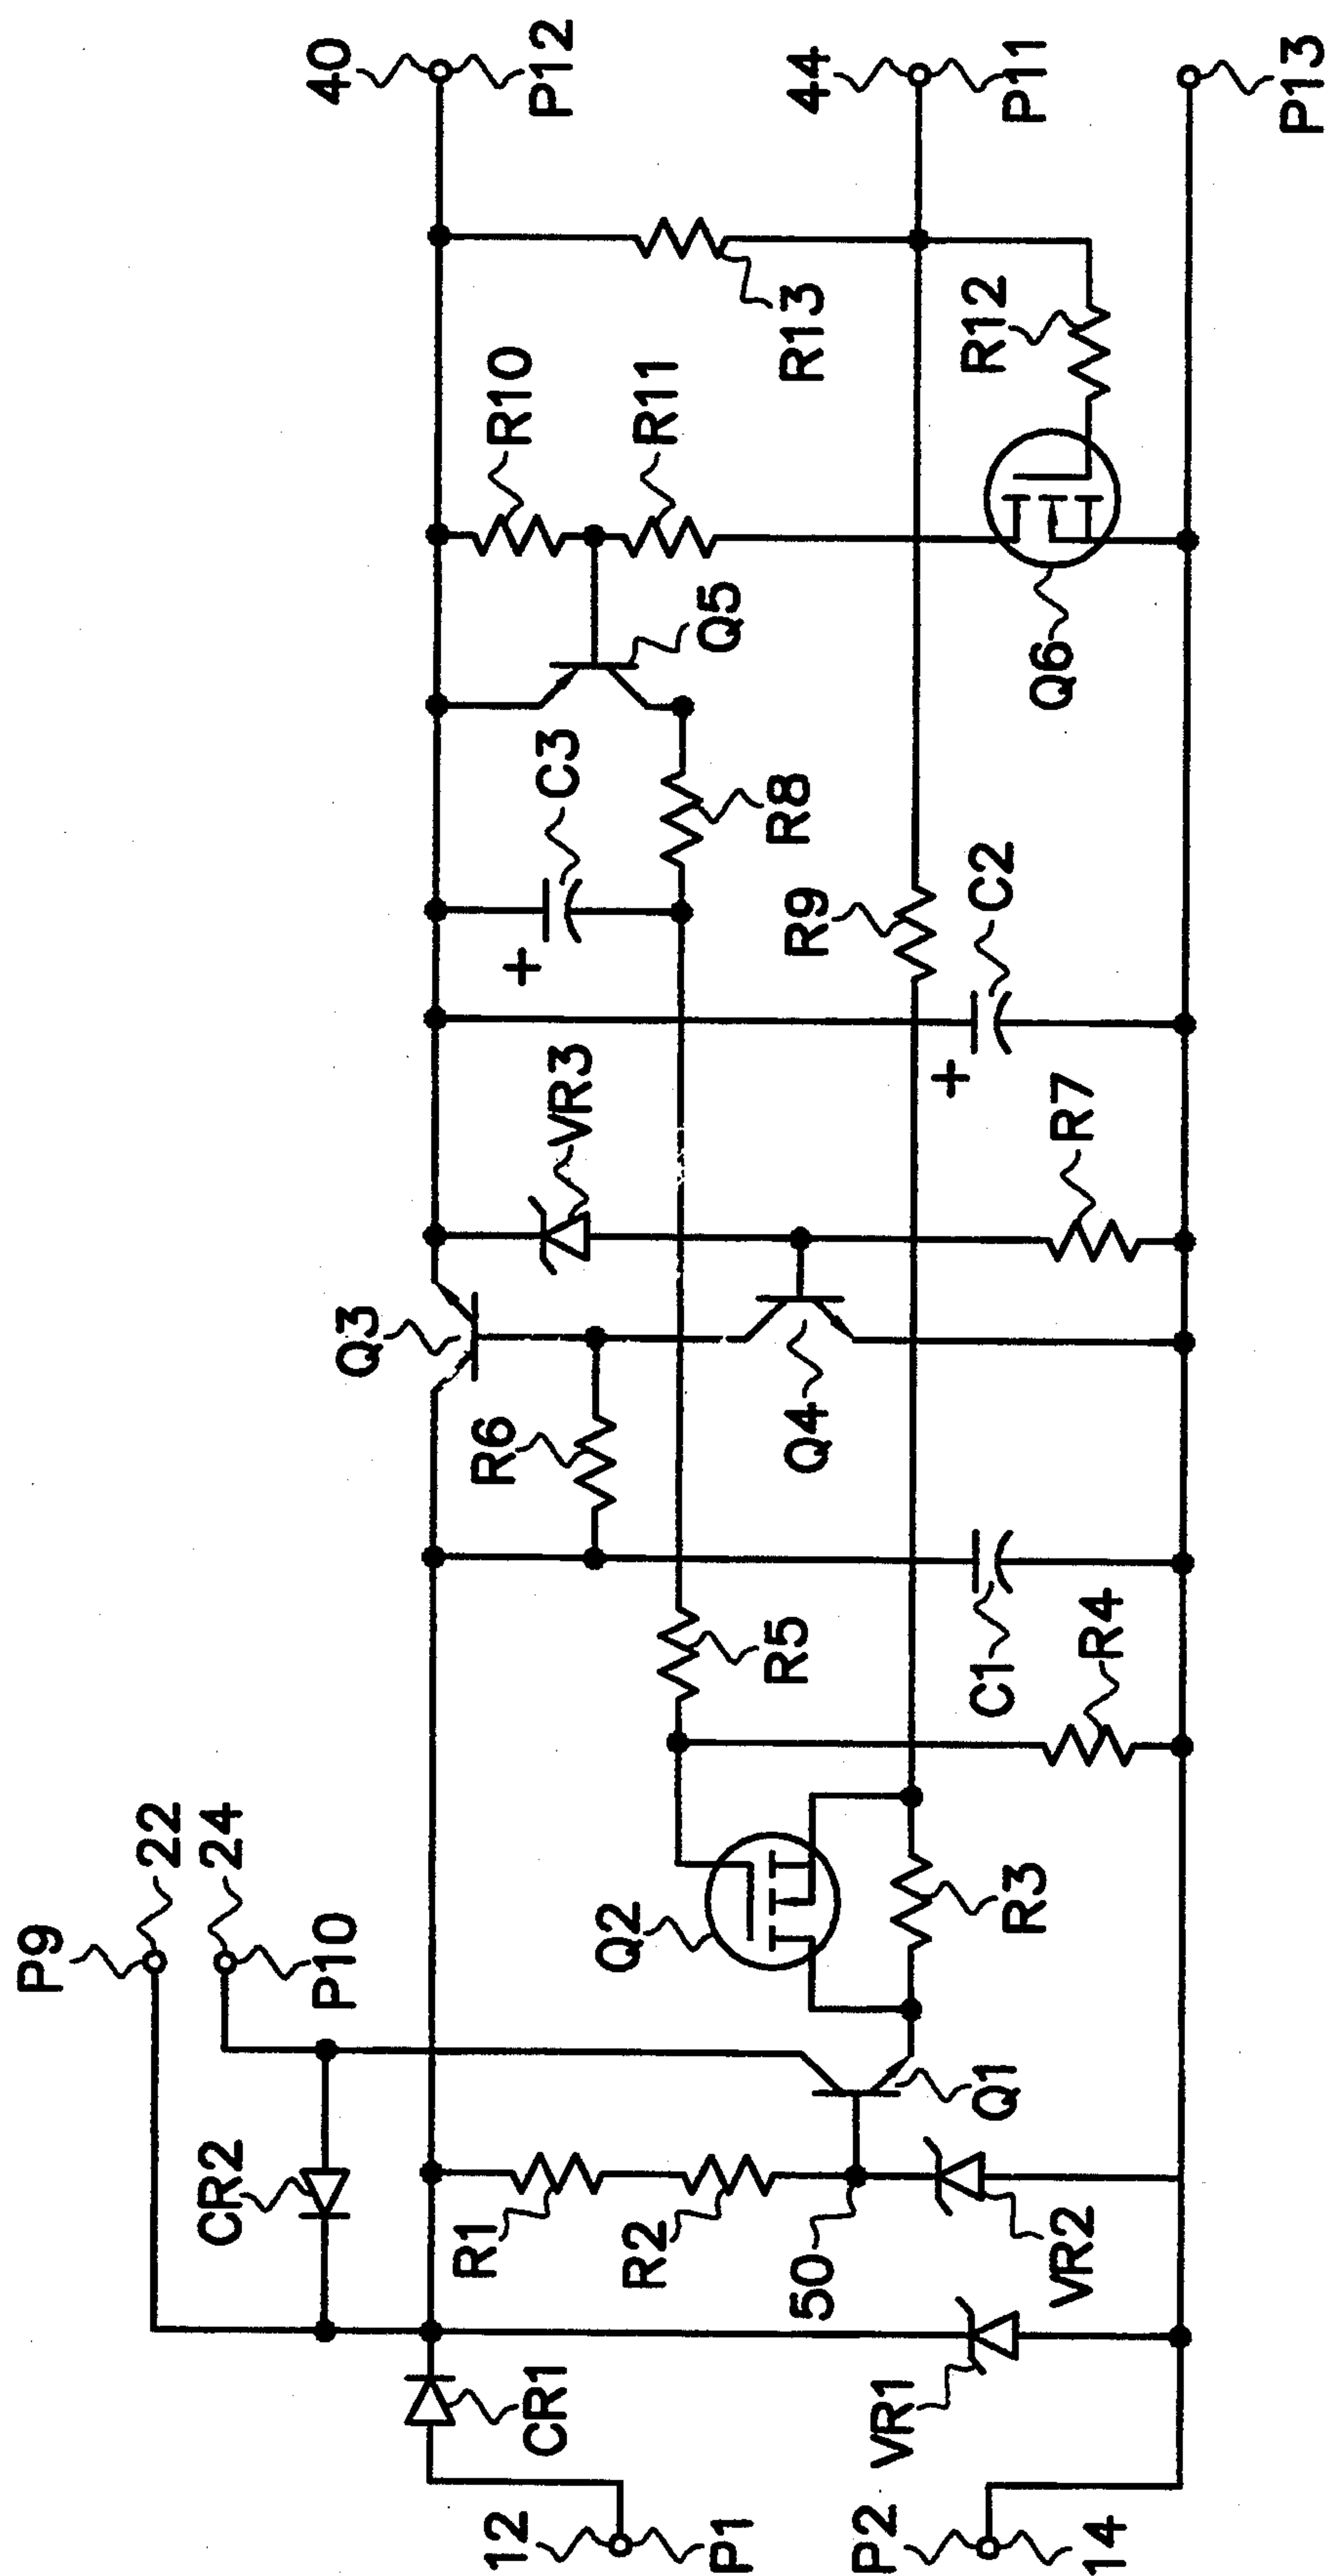 P9
22
24
P10
40
P12
44
P11
P13
12
P1
P2
14
CR1
CR2
VR1
R1
R2
50
VR2
Q1
Q2
R3
R4
R5
C1
R6
Q3
Q4
VR3
R7
+
C2
+
C3
R9
R8
Q5
R10
R11
Q6
R12
R13